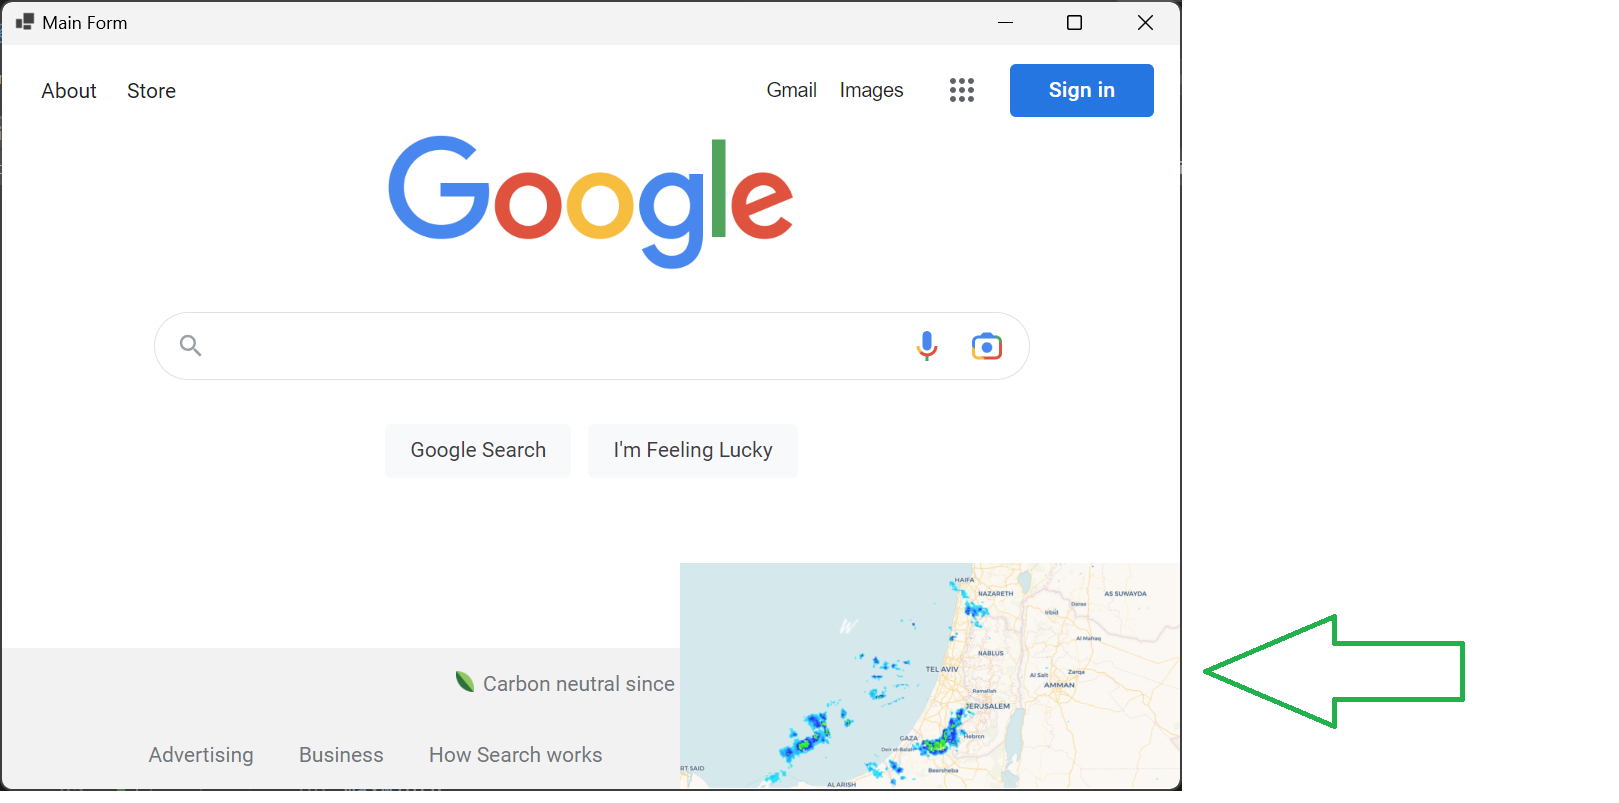 Main Form
About Store Gmail Images Sign in
Google
Google Search I'm Feeling Lucky
HAIFA
NAZARETH
AS SUWAYDA
Daraa
Irbid
Al Mafraq
NABLUS
TEL AVIV
Al Salt
Zarqa
AMMAN
Ramallah
JERUSALEM
GAZA
Hebron
Deir el-Balah
Beersheba
RT SAID
AL ARISH
Carbon neutral since
Advertising Business How Search works